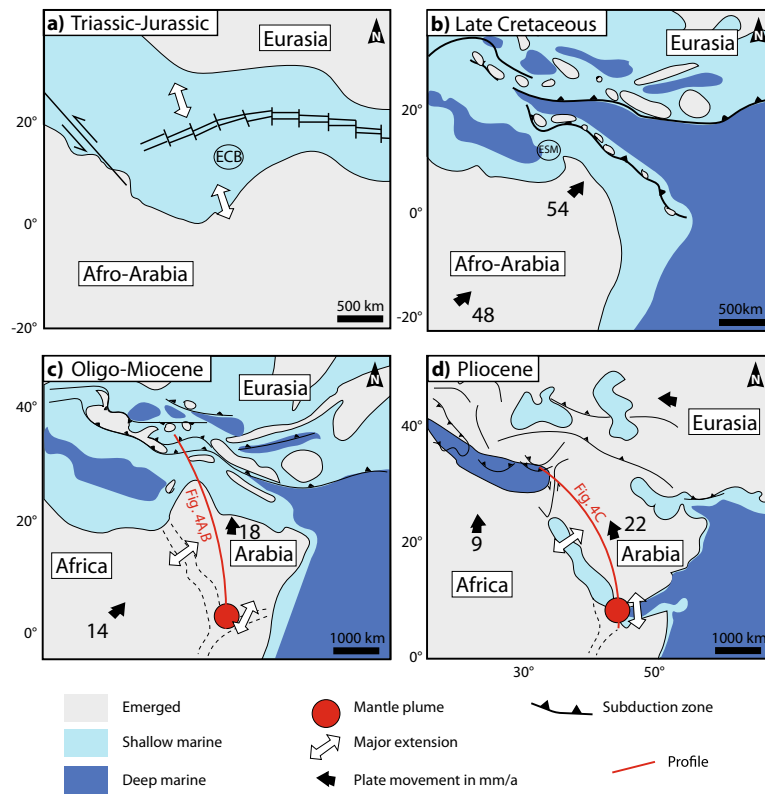 a) Triassic-Jurassic
Eurasia
N
20°
ECB
0°
Afro-Arabia
-20°
500 km
b) Late Cretaceous
Eurasia
N
20°
ESM
54
0°
Afro-Arabia
48
-20°
500km
c) Oligo-Miocene
N
40°
Eurasia
Fig. 4A,B
20°
18
Africa
Arabia
14
0°
1000 km
d) Pliocene
N
Eurasia
40°
Fig. 4C
22
20°
9
Arabia
Africa
0°
1000 km
30°
50°
Emerged
Mantle plume
Subduction zone
Shallow marine
Major extension
Profile
Deep marine
Plate movement in mm/a